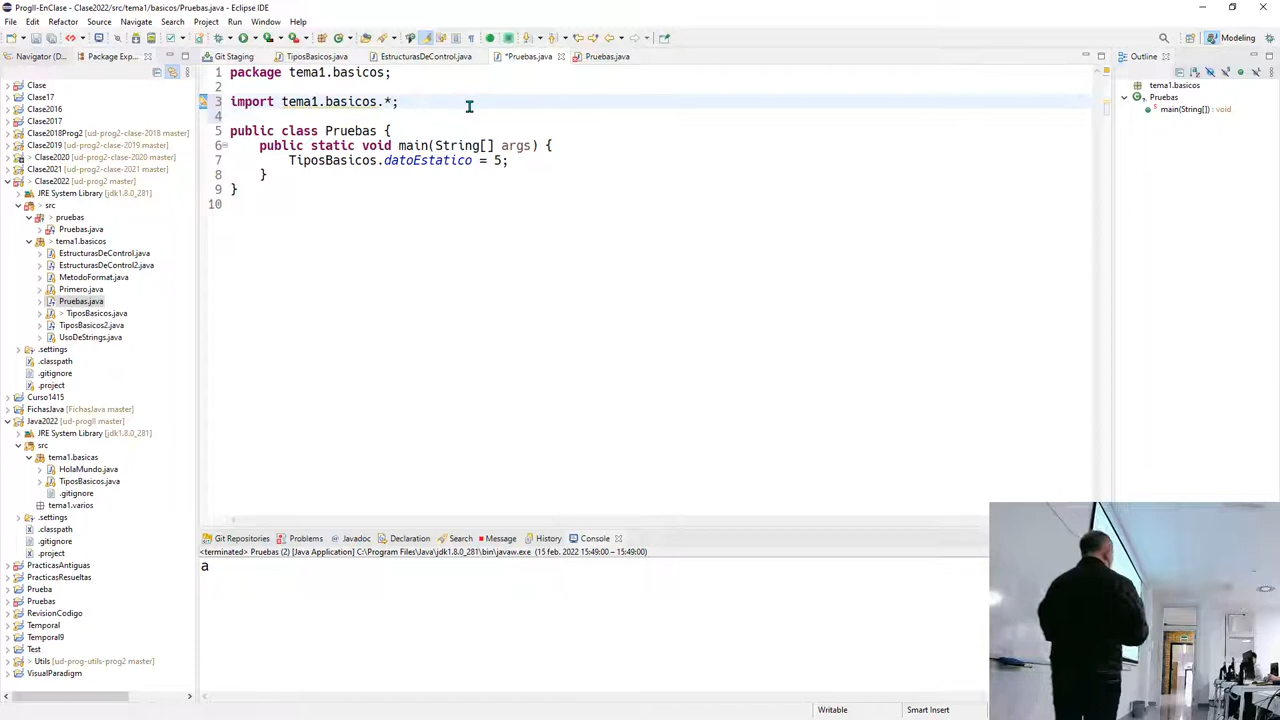 ProgII-EnClase - Clase2022/src/tema1/basicos/Pruebas.java - Eclipse IDE
File Edit Refactor Source Navigate Search Project Run Window Help
Modeling
Navigator (D... Package Exp...
Git Staging TiposBasicos.java EstructurasDeControl.java *Pruebas.java Pruebas.java
Outline
Clase
Clase17
Clase2016
Clase2017
Clase2018Prog2 [ud-prog2-clase-2018 master]
Clase2019 [ud-prog2-clase-2019 master]
> Clase2020 [ud-prog2-clase-2020 master]
Clase2021 [ud-prog2-clase-2021 master]
> Clase2022 [ud-prog2 master]
JRE System Library [jdk1.8.0_281]
> src
pruebas
Pruebas.java
> tema1.basicos
EstructurasDeControl.java
EstructurasDeControl2.java
MetodoFormat.java
Primero.java
Pruebas.java
> TiposBasicos.java
TiposBasicos2.java
UsoDeStrings.java
.settings
.classpath
.gitignore
.project
Curso1415
FichasJava [FichasJava master]
Java2022 [ud-progII master]
JRE System Library [jdk1.8.0_281]
src
tema1.basicas
HolaMundo.java
TiposBasicos.java
.gitignore
tema1.varios
.settings
.classpath
.gitignore
.project
PracticasAntiguas
PracticasResueltas
Prueba
Pruebas
RevisionCodigo
Temporal
Temporal9
Test
> Utils [ud-prog-utils-prog2 master]
VisualParadigm
1 package tema1.basicos;
2
3 import tema1.basicos.*;
4
5 public class Pruebas {
6 public static void main(String[] args) {
7 TiposBasicos.datoEstatico = 5;
8 }
9 }
10
tema1.basicos
Pruebas
main(String[]) : void
Git Repositories Problems Javadoc Declaration Search Message History Console
<terminated> Pruebas (2) [Java Application] C:\Program Files\Java\jdk1.8.0_281\bin\javaw.exe (15 feb. 2022 15:49:00 – 15:49:00)
a
Writable Smart Insert